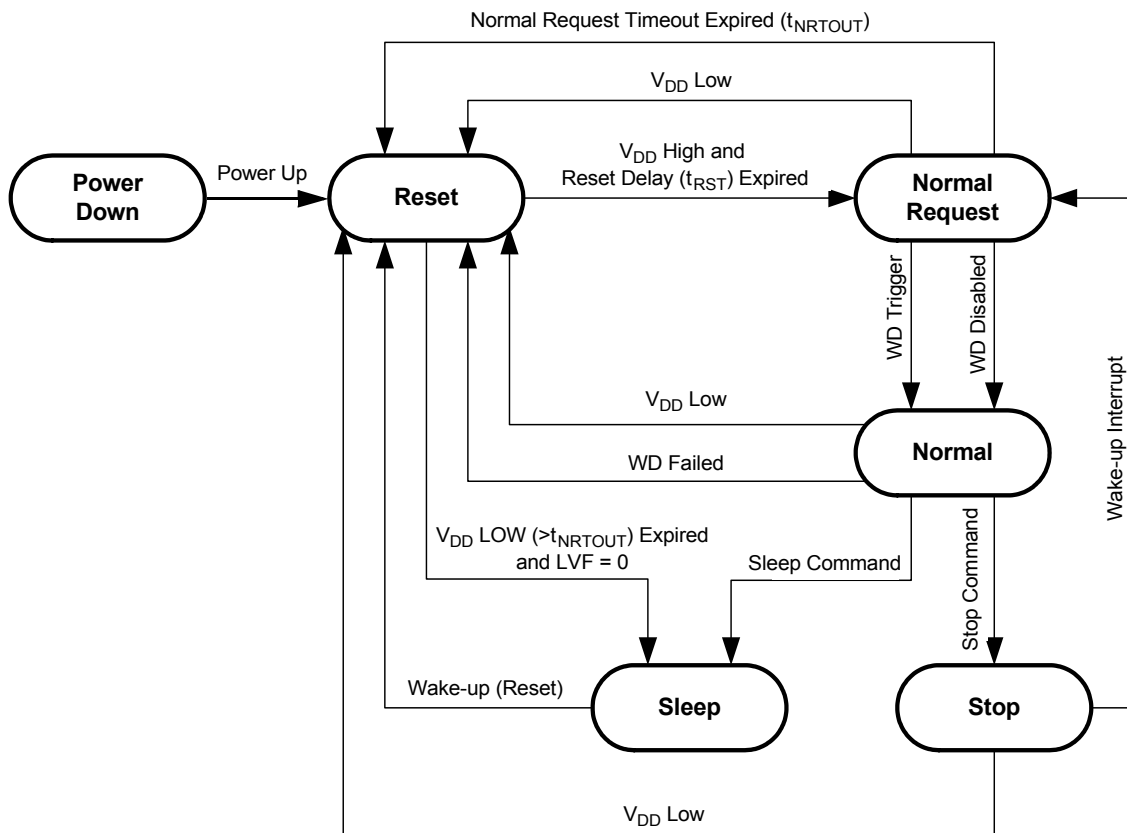 Normal Request Timeout Expired (tNRTOUT)
VDD Low
Power Up
VDD High and
Reset Delay (tRST) Expired
Power
Down
Reset
Normal
Request
WD Trigger
WD Disabled
Wake-up Interrupt
VDD Low
WD Failed
Normal
VDD LOW (>tNRTOUT) Expired
and LVF = 0
Sleep Command
Stop Command
Wake-up (Reset)
Sleep
Stop
VDD Low